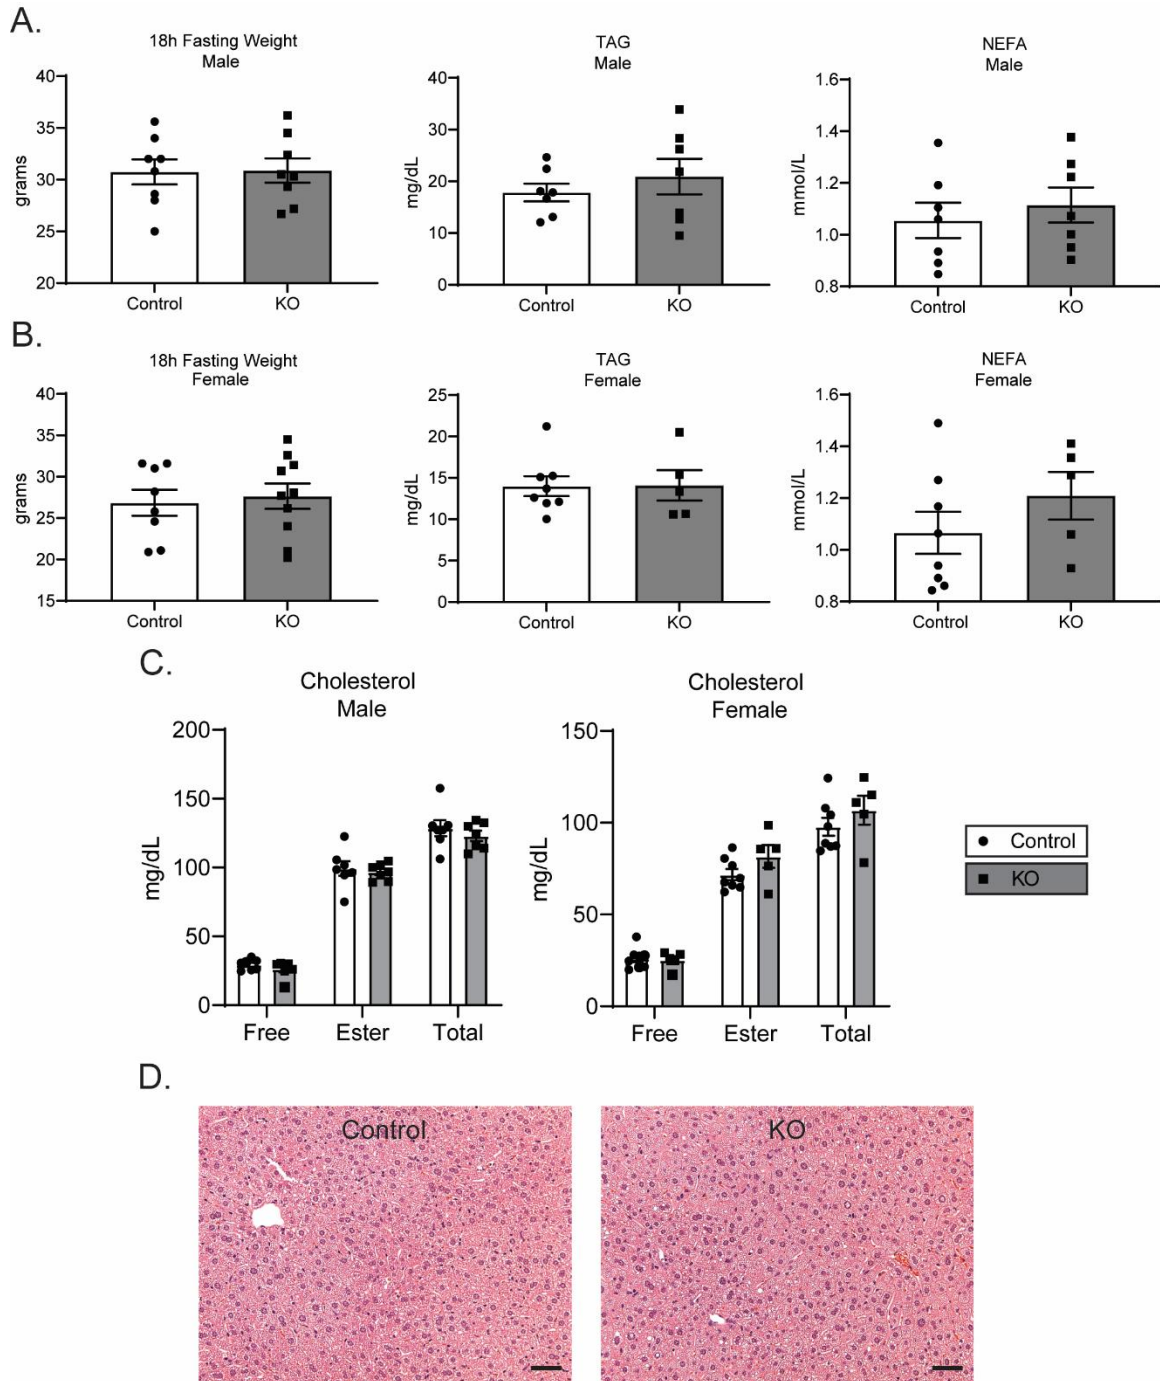 A.
18h Fasting Weight
Male
40
35
30
25
20
grams
Control
KO
TAG
Male
40
30
20
10
0
mg/dL
Control
KO
NEFA
Male
1.6
1.4
1.2
1.0
0.8
mmol/L
Control
KO
B.
18h Fasting Weight
Female
40
35
30
25
20
15
grams
Control
KO
TAG
Female
25
20
15
10
5
0
mg/dL
Control
KO
NEFA
Female
1.6
1.4
1.2
1.0
0.8
mmol/L
Control
KO
C.
Cholesterol
Male
200
150
100
50
0
mg/dL
Free
Ester
Total
Cholesterol
Female
150
100
50
0
mg/dL
Free
Ester
Total
Control
KO
D.
Control
KO